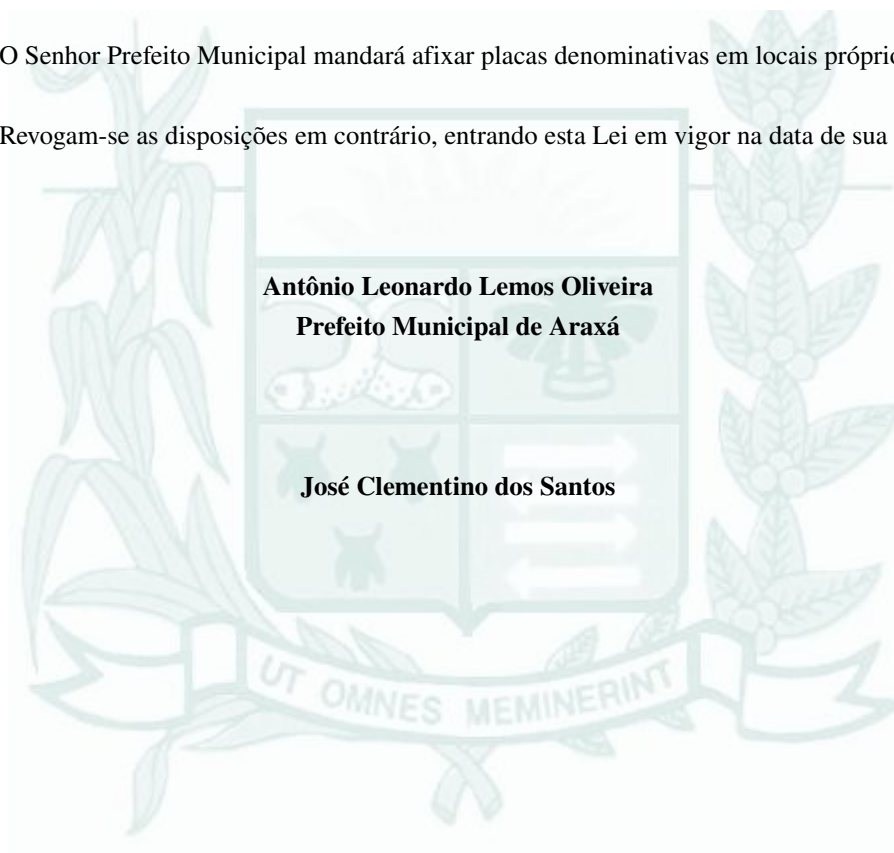 O Senhor Prefeito Municipal mandará afixar placas denominativas em locais própri
Revogam-se as disposições em contrário, entrando esta Lei em vigor na data de sua
Antônio Leonardo Lemos Oliveira
Prefeito Municipal de Araxá
José Clementino dos Santos
UT OMNES MEMINERINT